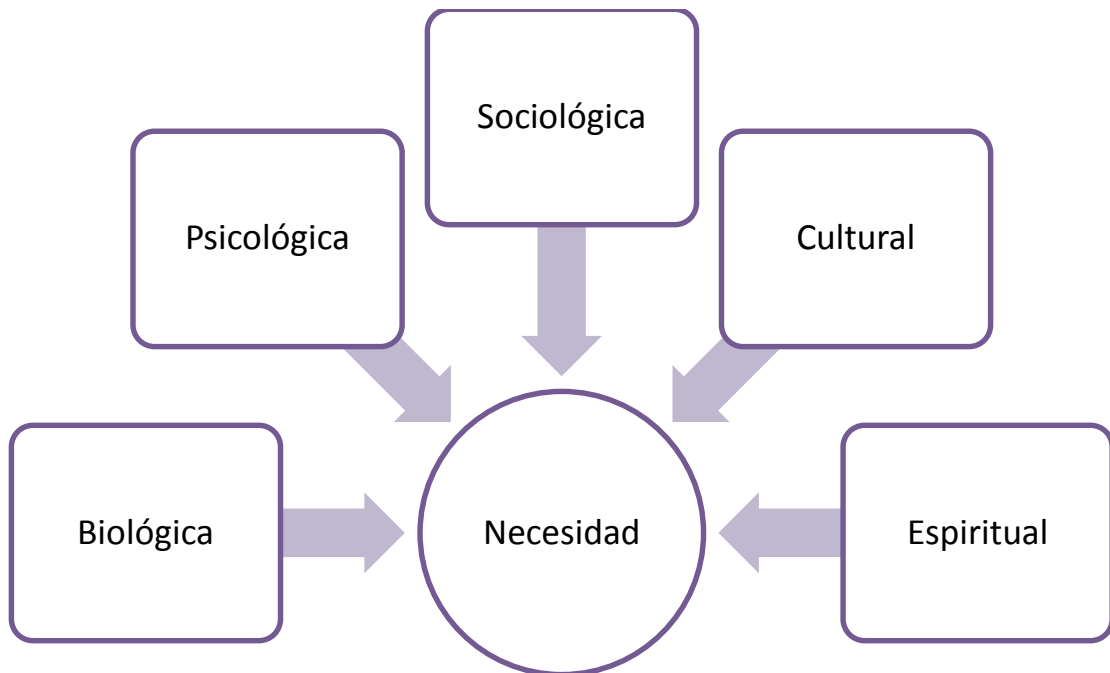 Sociológica
Psicológica
Cultural
Biológica
Necesidad
Espiritual